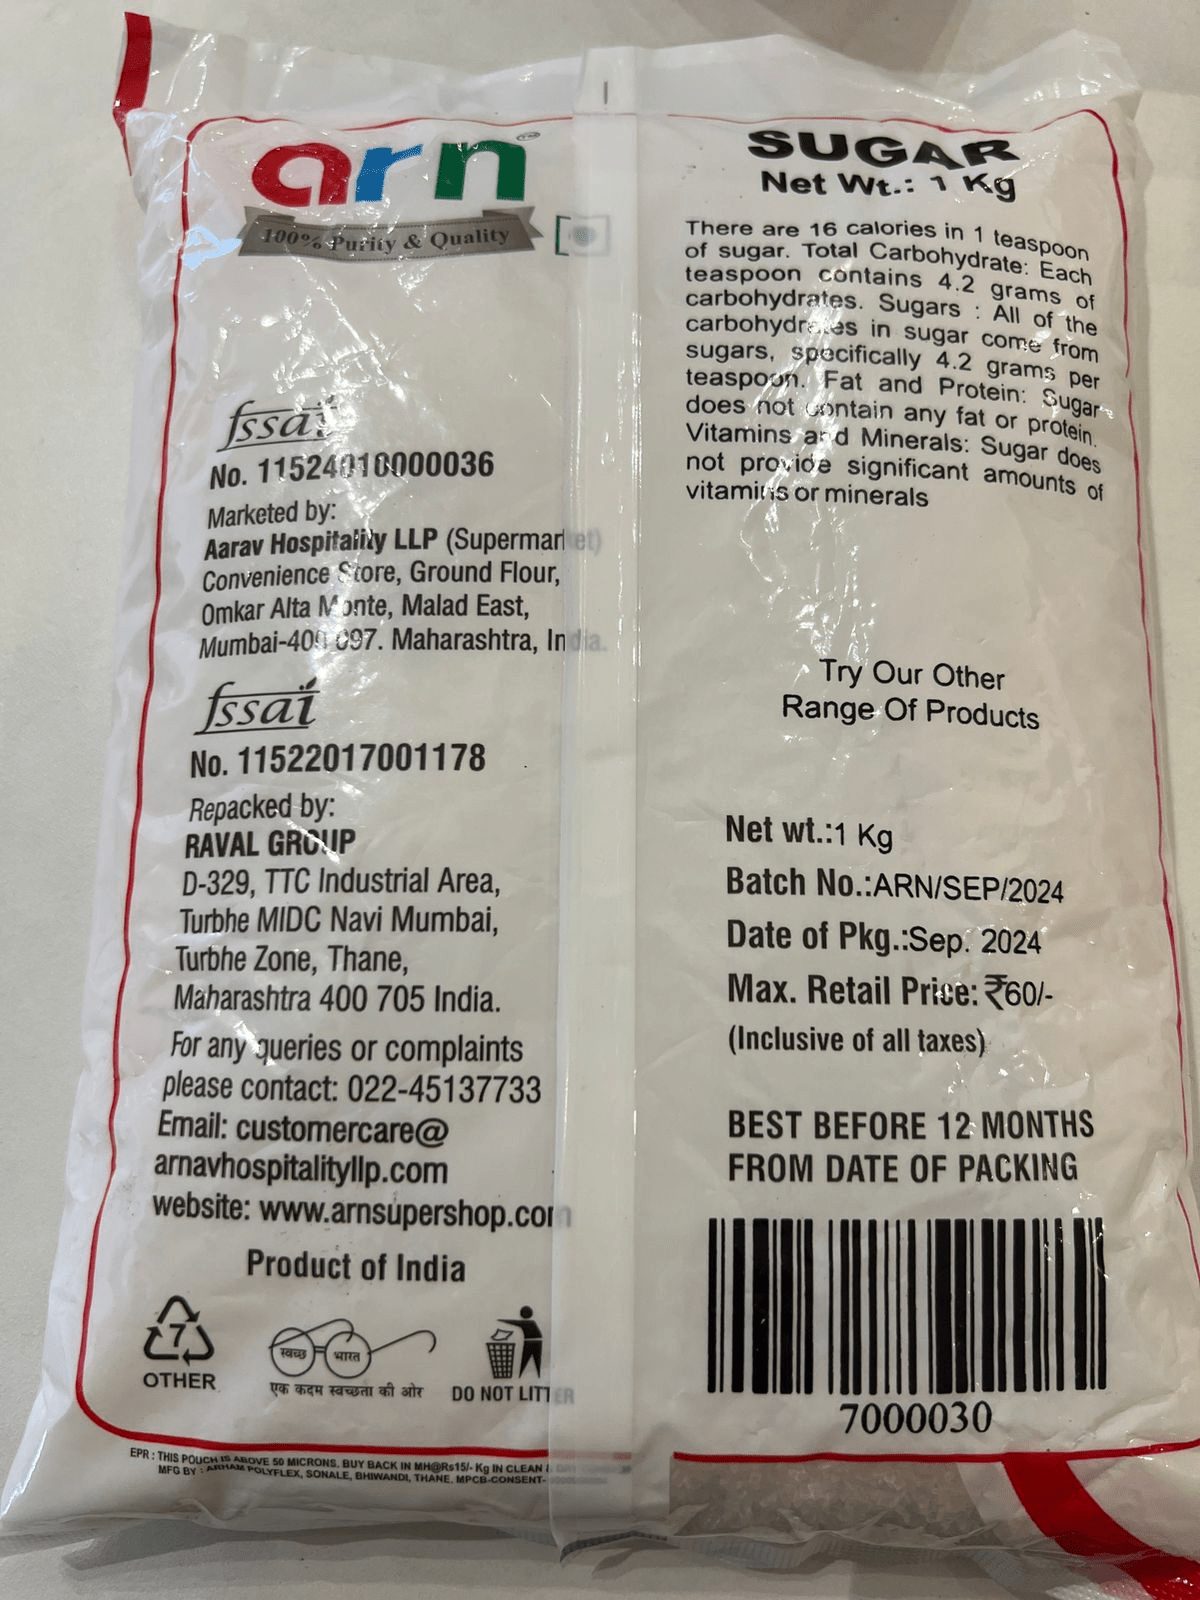 arn
100% Purity & Quality
fssai
No. 11524010000036
Marketed by:
Aarav Hospitality LLP (Supermarket)
Convenience Store, Ground Flour,
Omkar Alta Monte, Malad East,
Mumbai-400 097. Maharashtra, India.
fssai
No. 11522017001178
Repacked by:
RAVAL GROUP
D-329, TTC Industrial Area,
Turbhe MIDC Navi Mumbai,
Turbhe Zone, Thane,
Maharashtra 400 705 India.
For any queries or complaints
please contact: 022-45137733
Email: customercare@
arnavhospitalityllp.com
website: www.arnsupershop.com
Product of India
7
OTHER
स्वच्छ भारत
एक कदम स्वच्छता की ओर
DO NOT LITTER
EPR : THIS POUCH IS ABOVE 50 MICRONS. BUY BACK IN MH@Rs15/- Kg IN CLEAN &
MFG BY : ARHAM POLYFLEX, SONALE, BHIWANDI, THANE. MPCB-CONSENT-
SUGAR
Net Wt.: 1 Kg
There are 16 calories in 1 teaspoon
of sugar. Total Carbohydrate: Each
teaspoon contains 4.2 grams of
carbohydrates. Sugars : All of the
carbohydrates in sugar come from
sugars, specifically 4.2 grams per
teaspoon. Fat and Protein: Sugar
does not contain any fat or protein.
Vitamins and Minerals: Sugar does
not provide significant amounts of
vitamins or minerals
Try Our Other
Range Of Products
Net wt.:1 Kg
Batch No.:ARN/SEP/2024
Date of Pkg.:Sep. 2024
Max. Retail Price: ₹60/-
(Inclusive of all taxes)
BEST BEFORE 12 MONTHS
FROM DATE OF PACKING
7000030